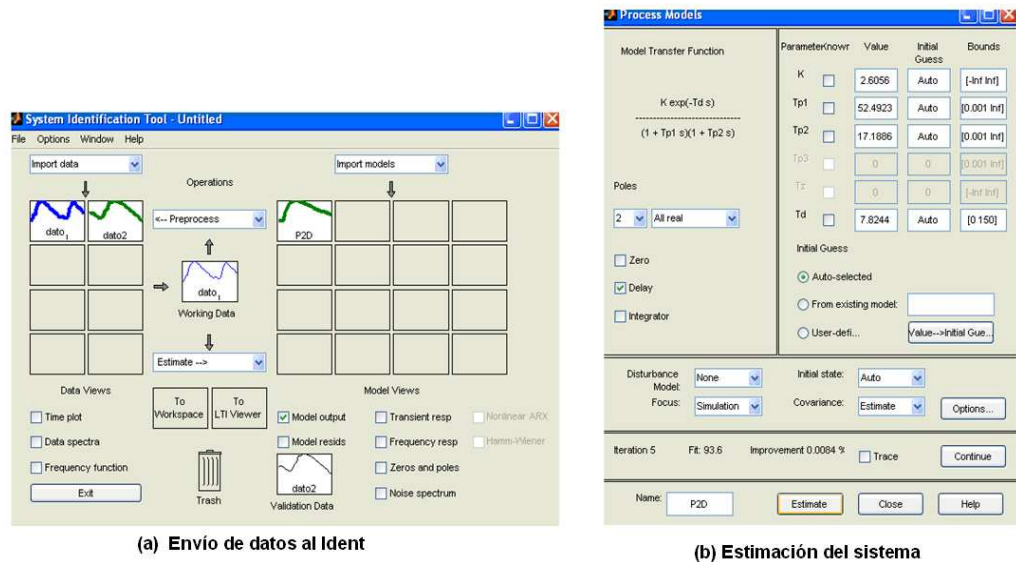 System Identification Tool - Untitled
File Options Window Help
Import data
Import models
Operations
<-- Preprocess
dato1
dato2
P2D
dato1
Working Data
Estimate -->
Data Views
Model Views
To Workspace
To LTI Viewer
Time plot
Data spectra
Frequency function
Exit
Trash
Model output
Model resids
dato2
Validation Data
Transient resp
Frequency resp
Zeros and poles
Noise spectrum
Nonlinear ARX
Hamm-Wiener
(a) Envío de datos al Ident
Process Models
Model Transfer Function
K exp(-Td s)
(1 + Tp1 s)(1 + Tp2 s)
Poles
2 All real
Zero
Delay
Integrator
Parameter Known Value Initial Guess Bounds
K 2.6056 Auto [-Inf Inf]
Tp1 52.4923 Auto [0.001 Inf]
Tp2 17.1886 Auto [0.001 Inf]
Tp3 0 0 [0.001 Inf]
Tz 0 0 [-Inf Inf]
Td 7.8244 Auto [0 150]
Initial Guess
Auto-selected
From existing model:
User-defi...
Value-->Initial Gue...
Disturbance Model: None
Initial state: Auto
Focus: Simulation
Covariance: Estimate
Options...
Iteration 5 Fit: 93.6 Improvement 0.0084 %
Trace
Continue
Name: P2D
Estimate
Close
Help
(b) Estimación del sistema